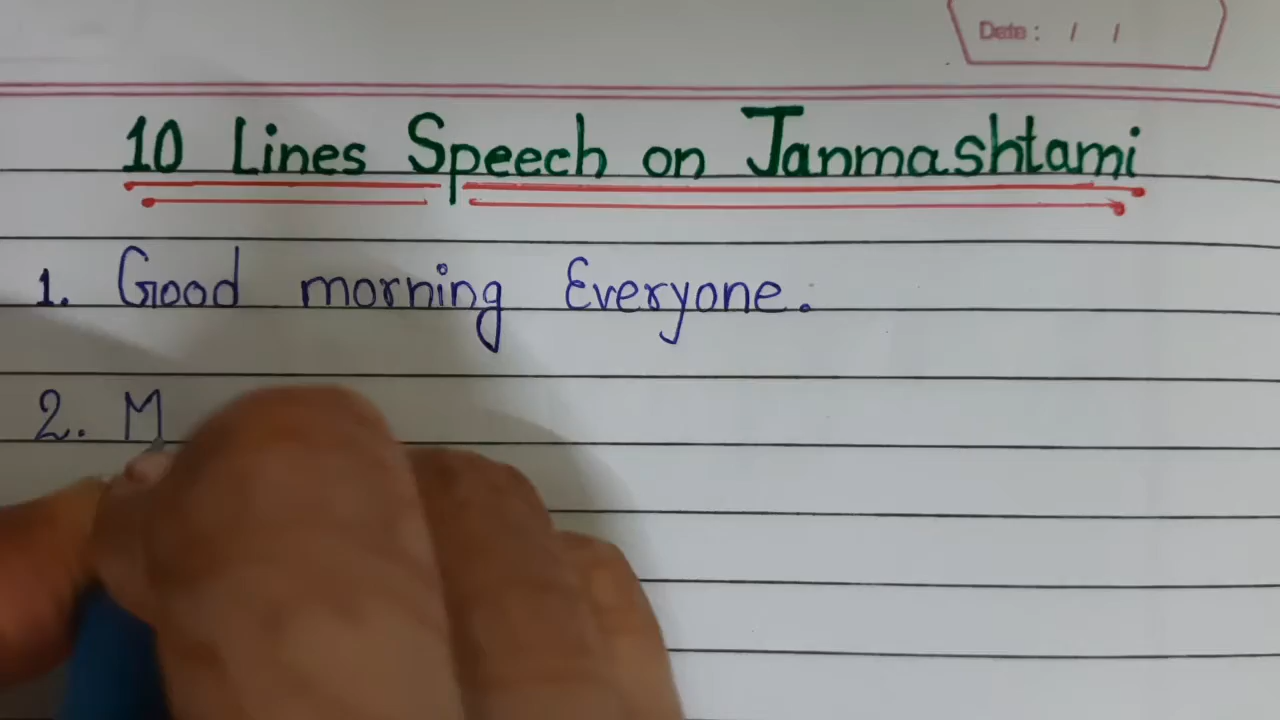 Date: / /
10 Lines Speech on Janmashtami
1. Good morning Everyone.
2. M